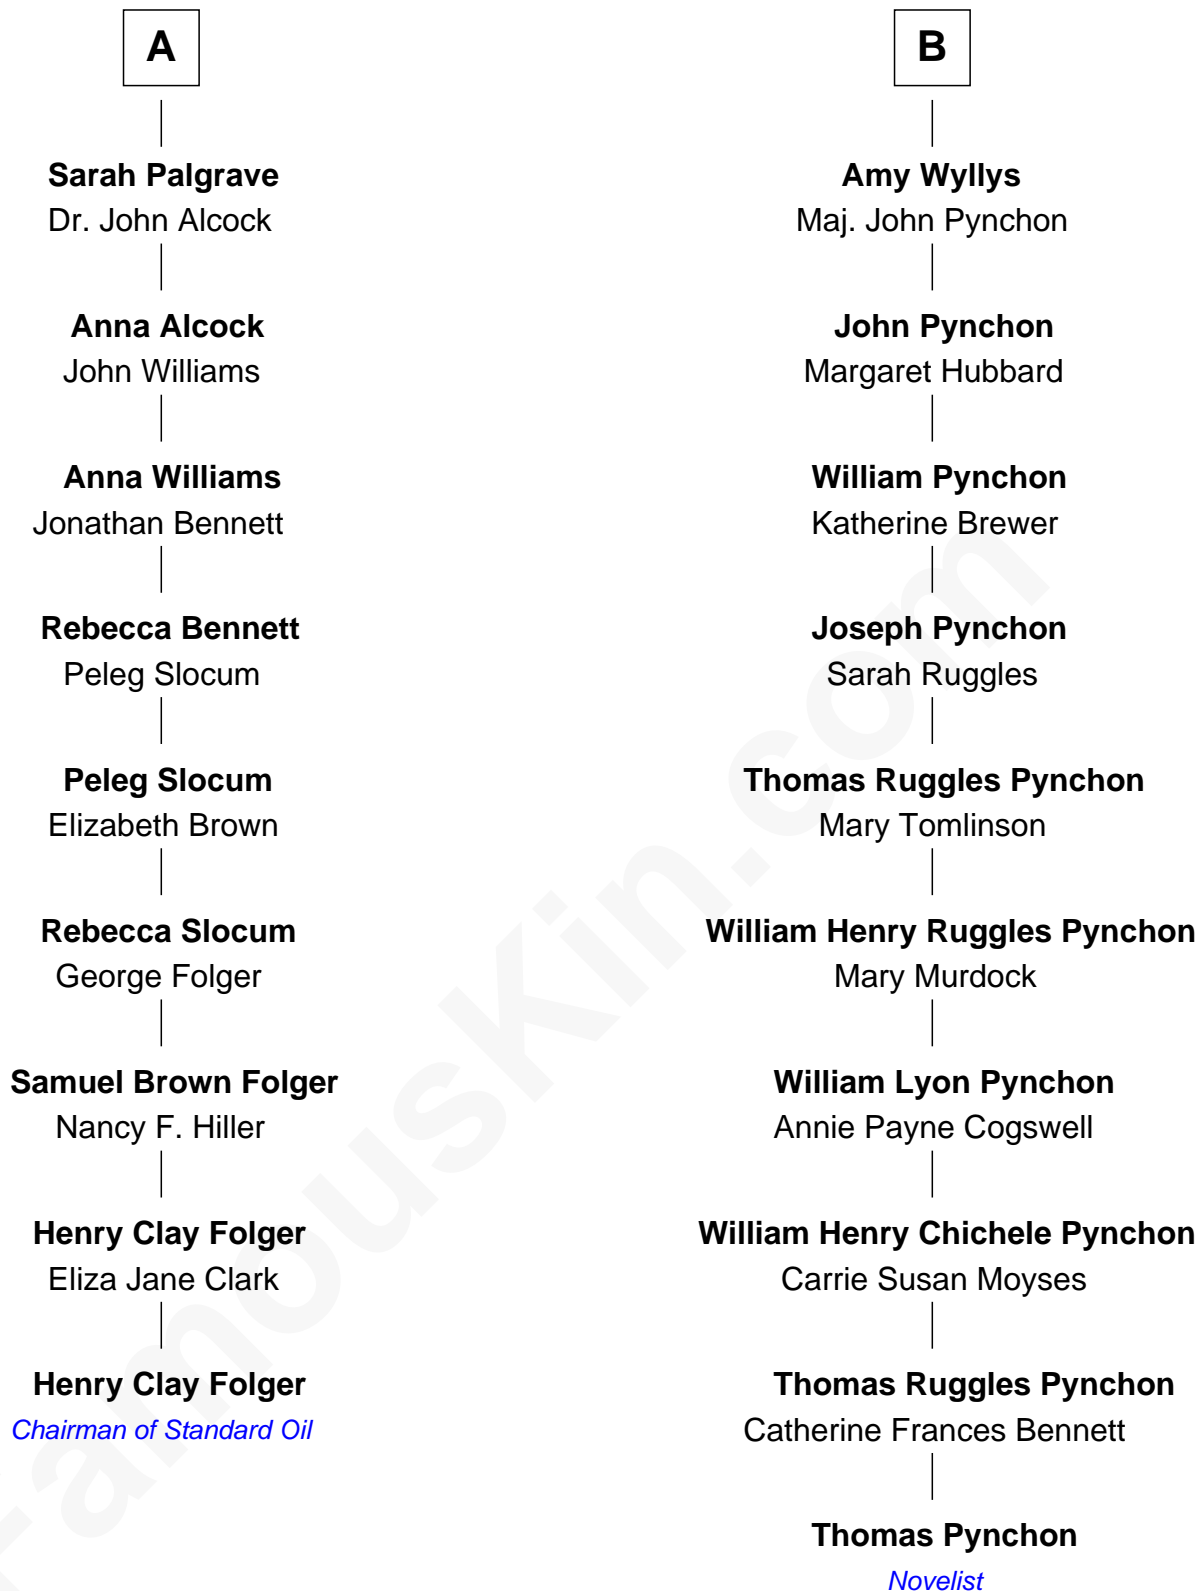 A
Sarah Palgrave
Dr. John Alcock
Anna Alcock
John Williams
Anna Williams
Jonathan Bennett
Rebecca Bennett
Peleg Slocum
Peleg Slocum
Elizabeth Brown
Rebecca Slocum
George Folger
Samuel Brown Folger
Nancy F. Hiller
Henry Clay Folger
Eliza Jane Clark
Henry Clay Folger
Chairman of Standard Oil
B
Amy Wyllys
Maj. John Pynchon
John Pynchon
Margaret Hubbard
William Pynchon
Katherine Brewer
Joseph Pynchon
Sarah Ruggles
Thomas Ruggles Pynchon
Mary Tomlinson
William Henry Ruggles Pynchon
Mary Murdock
William Lyon Pynchon
Annie Payne Cogswell
William Henry Chichele Pynchon
Carrie Susan Moyses
Thomas Ruggles Pynchon
Catherine Frances Bennett
Thomas Pynchon
Novelist
FamousKin.com